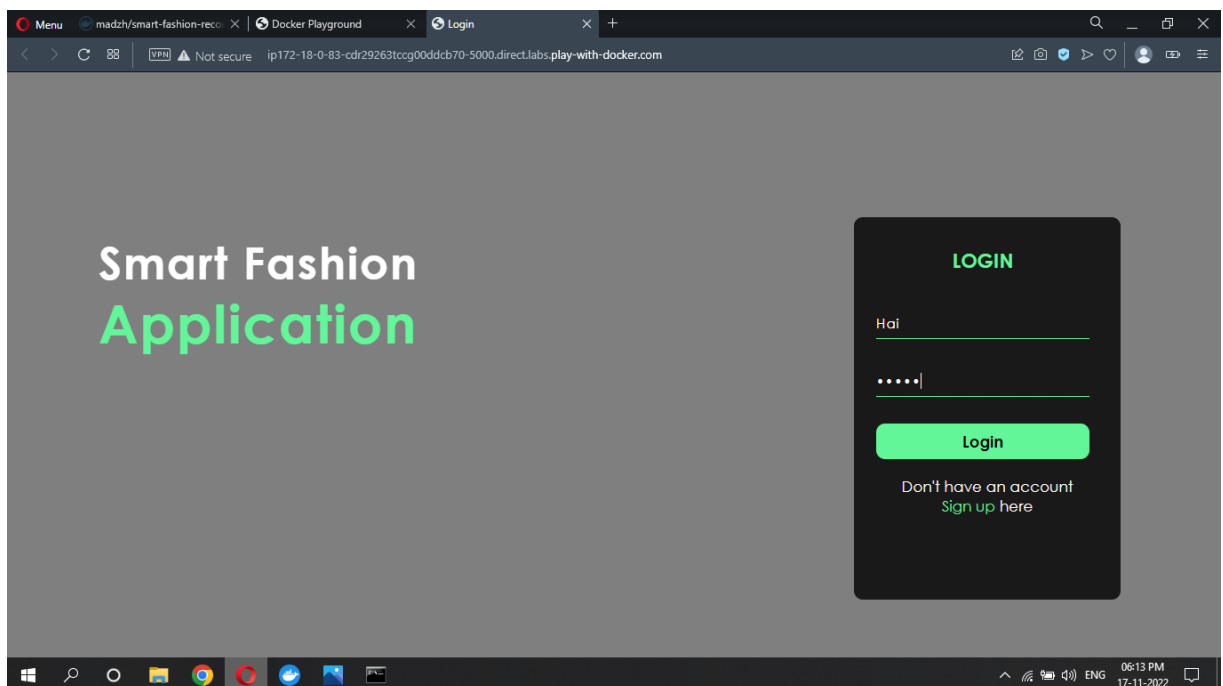 Menu
madzh/smart-fashion-reco
Docker Playground
Login
VPN
Not secure
ip172-18-0-83-cdr29263tccg00ddcb70-5000.direct.labs.play-with-docker.com
Smart Fashion
Application
LOGIN
Hai
•••••
Login
Don't have an account
Sign up here
ENG
06:13 PM
17-11-2022